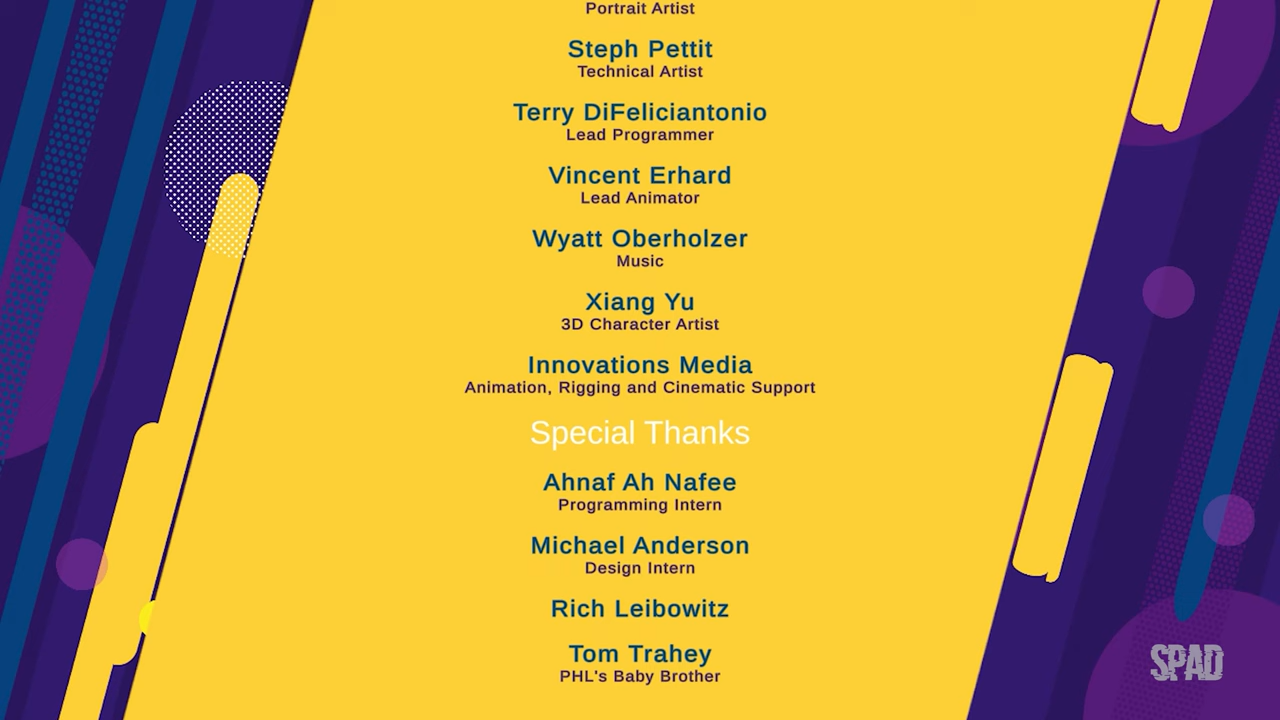 Portrait Artist
Steph Pettit
Technical Artist
Terry DiFeliciantonio
Lead Programmer
Vincent Erhard
Lead Animator
Wyatt Oberholzer
Music
Xiang Yu
3D Character Artist
Innovations Media
Animation, Rigging and Cinematic Support
Special Thanks
Ahnaf Ah Nafee
Programming Intern
Michael Anderson
Design Intern
Rich Leibowitz
Tom Trahey
PHL's Baby Brother
SPAD